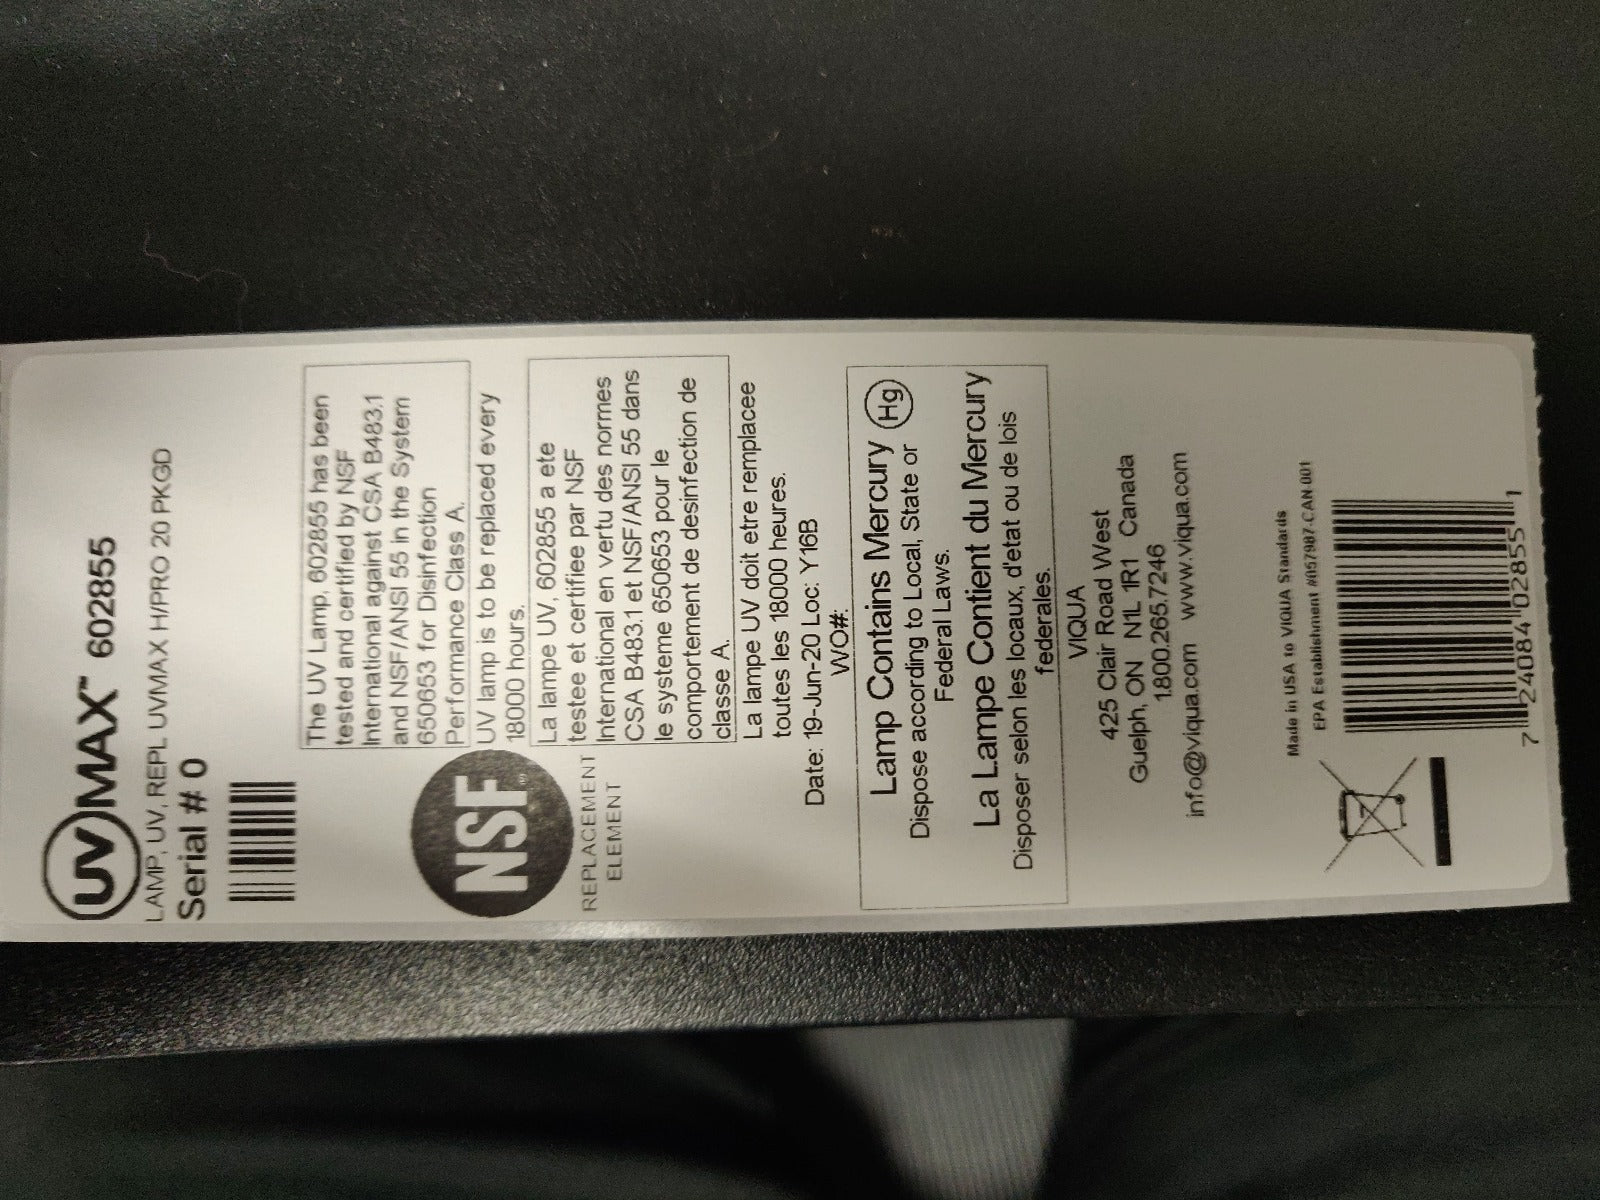 UV MAX™ 602855
LAMP, UV, REPL UVMAX H/PRO 20 PKGD
Serial # 0
The UV Lamp, 602855 has been
tested and certified by NSF
International against CSA B483.1
and NSF/ANSI 55 in the System
650653 for Disinfection
Performance Class A.
UV lamp is to be replaced every
18000 hours.
NSF
REPLACEMENT
ELEMENT
La lampe UV, 602855 a ete
testee et certifiee par NSF
International en vertu des normes
CSA B483.1 et NSF/ANSI 55 dans
le systeme 650653 pour le
comportement de desinfection de
classe A.
La lampe UV doit etre remplacee
toutes les 18000 heures.
Date: 19-Jun-20 Loc: Y16B
WO#:
Lamp Contains Mercury Hg
Dispose according to Local, State or
Federal Laws.
La Lampe Contient du Mercury
Disposer selon les locaux, d'etat ou de lois
federales.
VIQUA
425 Clair Road West
Guelph, ON N1L 1R1 Canada
1.800.265.7246
info@viqua.com www.viqua.com
Made in USA to VIQUA Standards
EPA Establishment #057987-CAN-001
7 24084 02855 1